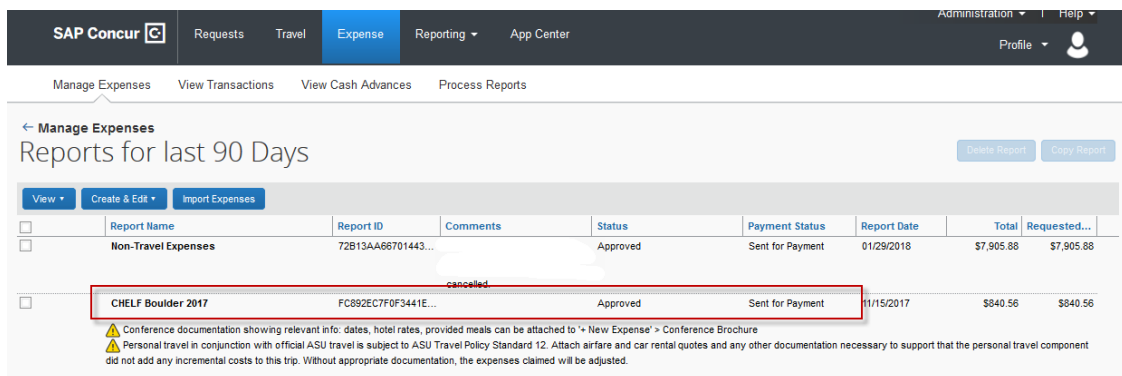 Administration ▾ | Help ▾
SAP Concur C Requests Travel Expense Reporting ▾ App Center
Profile ▾
Manage Expenses View Transactions View Cash Advances Process Reports
← Manage Expenses
Reports for last 90 Days
Delete Report Copy Report
View ▾ Create & Edit ▾ Import Expenses
Report Name Report ID Comments Status Payment Status Report Date Total Requested...
Non-Travel Expenses 72B13AA66701443... Approved Sent for Payment 01/29/2018 $7,905.88 $7,905.88
cancelled.
CHELF Boulder 2017 FC892EC7F0F3441E... Approved Sent for Payment 11/15/2017 $840.56 $840.56
Conference documentation showing relevant info: dates, hotel rates, provided meals can be attached to '+ New Expense' > Conference Brochure
Personal travel in conjunction with official ASU travel is subject to ASU Travel Policy Standard 12. Attach airfare and car rental quotes and any other documentation necessary to support that the personal travel component
did not add any incremental costs to this trip. Without appropriate documentation, the expenses claimed will be adjusted.